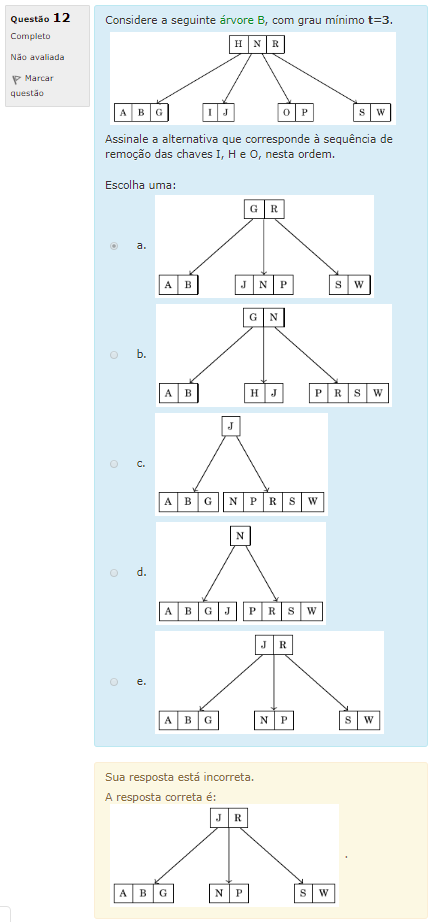 Questão 12
Completo
Não avaliada
Marcar
questão
Considere a seguinte árvore B, com grau mínimo t=3.
H N R
A B G I J O P S W
Assinale a alternativa que corresponde à sequência de
remoção das chaves I, H e O, nesta ordem.
Escolha uma:
a.
G R
A B J N P S W
b.
G N
A B H J P R S W
c.
J
A B G N P R S W
d.
N
A B G J P R S W
e.
J R
A B G N P S W
Sua resposta está incorreta.
A resposta correta é:
J R
A B G N P S W
.